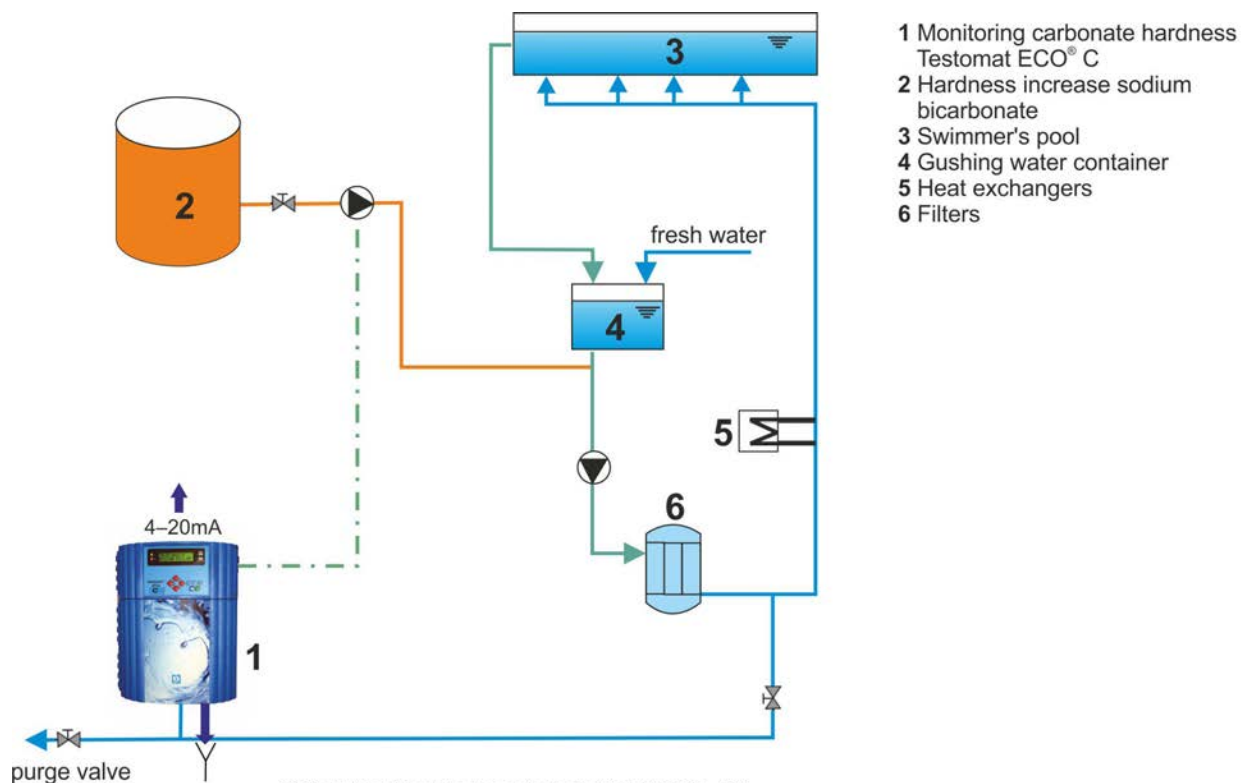 1 Monitoring carbonate hardness
Testomat ECO® C
2 Hardness increase sodium
bicarbonate
3 Swimmer's pool
4 Gushing water container
5 Heat exchangers
6 Filters
3
2
fresh water
4
5
6
4–20mA
1
purge valve